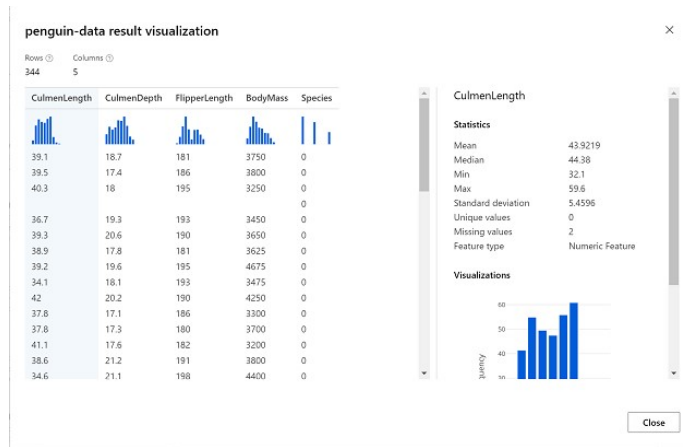 penguin-data result visualization
Rows Columns
344 5
CulmenLength CulmenDepth FlipperLength BodyMass Species
39.1 18.7 181 3750 0
39.5 17.4 186 3800 0
40.3 18 195 3250 0
0
36.7 19.3 193 3450 0
39.3 20.6 190 3650 0
38.9 17.8 181 3625 0
39.2 19.6 195 4675 0
34.1 18.1 193 3475 0
42 20.2 190 4250 0
37.8 17.1 186 3300 0
37.8 17.3 180 3700 0
41.1 17.6 182 3200 0
38.6 21.2 191 3800 0
34.6 21.1 198 4400 0
CulmenLength
Statistics
Mean 43.9219
Median 44.38
Min 32.1
Max 59.6
Standard deviation 5.4596
Unique values 0
Missing values 2
Feature type Numeric Feature
Visualizations
60
50
40
30
Close